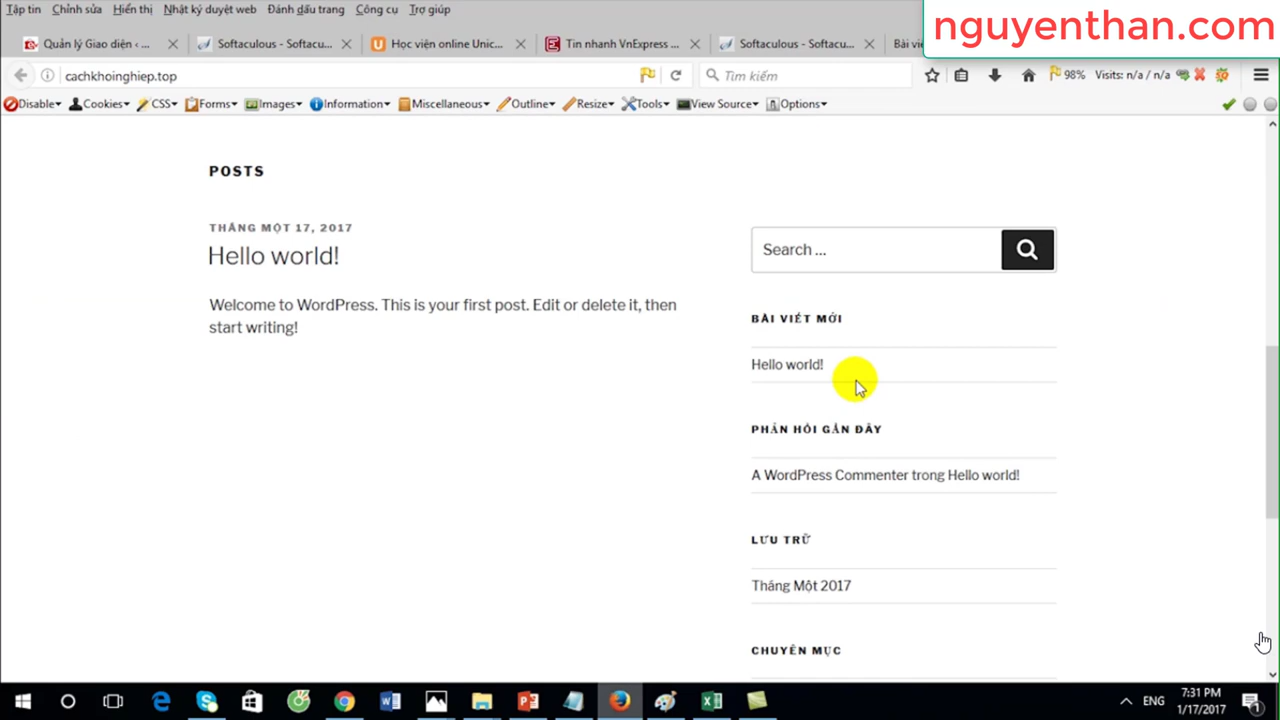 Tập tin Chỉnh sửa Hiển thị Nhật ký duyệt web Đánh dấu trang Công cụ Trợ giúp
nguyenthan.com
Quản lý Giao diện ‹ ...
Softaculous - Softacu...
Học viện online Unic...
Tin nhanh VnExpress ...
Softaculous - Softacu...
Bài vi
cachkhoinghiep.top
Tìm kiếm
98% Visits: n/a / n/a
Disable Cookies CSS Forms Images Information Miscellaneous Outline Resize Tools View Source Options
POSTS
THÁNG MỘT 17, 2017
Hello world!
Welcome to WordPress. This is your first post. Edit or delete it, then
start writing!
Search ...
BÀI VIẾT MỚI
Hello world!
PHẢN HỒI GẦN ĐÂY
A WordPress Commenter trong Hello world!
LƯU TRỮ
Tháng Một 2017
CHUYÊN MỤC
ENG
7:31 PM
1/17/2017